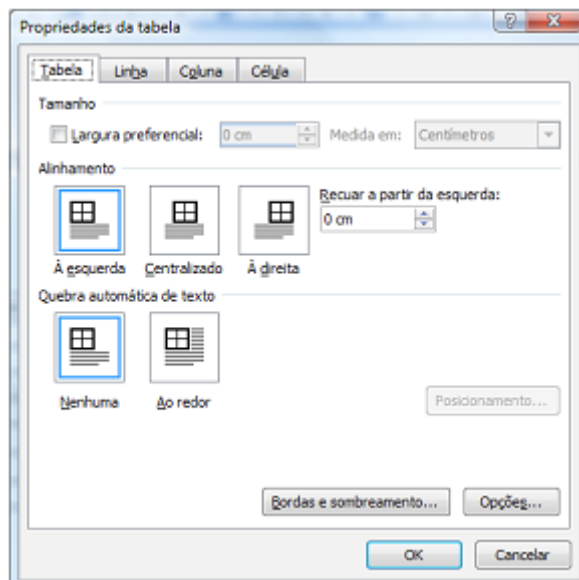 Propriedades da tabela
Tabela Linha Coluna Célula
Tamanho
Largura preferencial: 0 cm Medida em: Centímetros
Alinhamento
Recuar a partir da esquerda:
0 cm
À esquerda Centralizado À direita
Quebra automática de texto
Nenhuma Ao redor
Posicionamento...
Bordas e sombreamento... Opções...
OK Cancelar